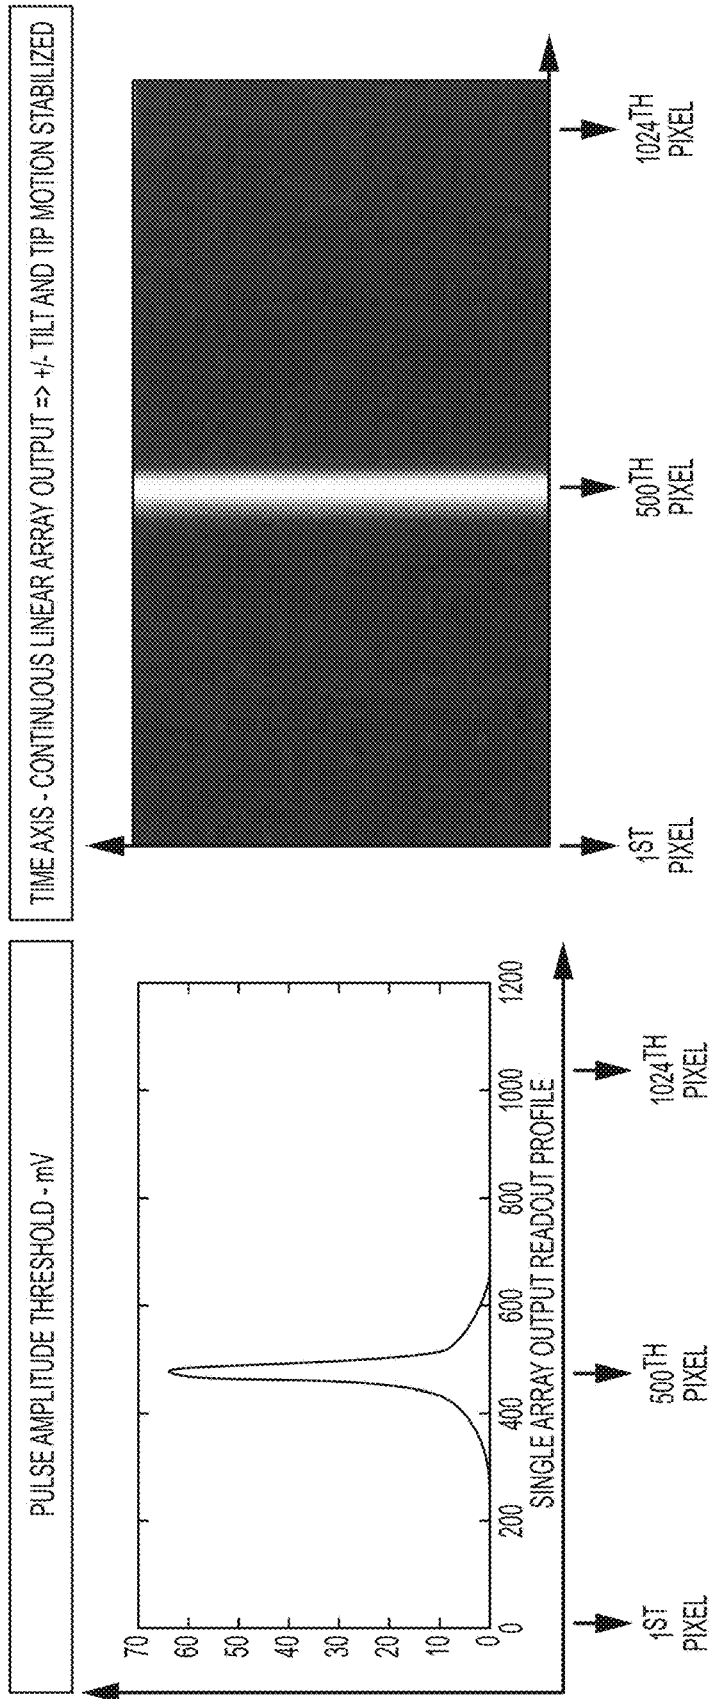 PULSE AMPLITUDE THRESHOLD - mV
70
60
50
40
30
20
10
0
0
200
400
600
800
1000
1200
SINGLE ARRAY OUTPUT READOUT PROFILE
1ST
PIXEL
500TH
PIXEL
1024TH
PIXEL
TIME AXIS - CONTINUOUS LINEAR ARRAY OUTPUT => +/- TILT AND TIP MOTION STABILIZED
1ST
PIXEL
500TH
PIXEL
1024TH
PIXEL